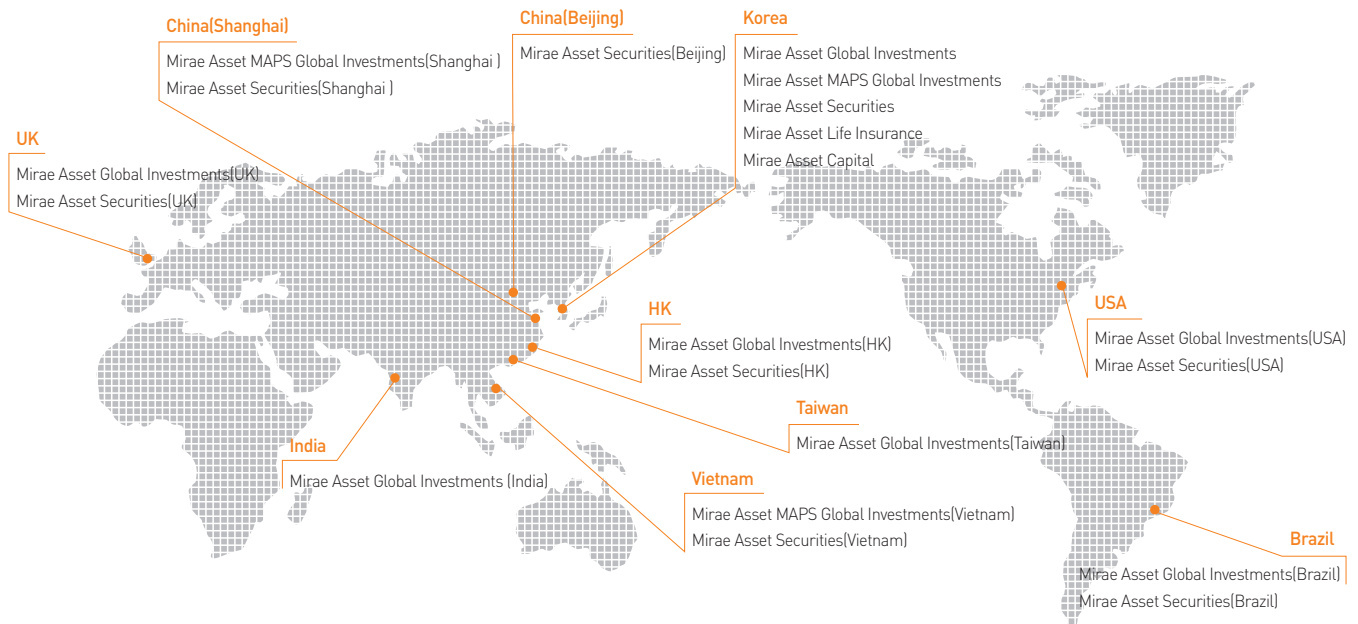 China(Shanghai)
Mirae Asset MAPS Global Investments(Shanghai )
Mirae Asset Securities(Shanghai )
China(Beijing)
Mirae Asset Securities(Beijing)
Korea
Mirae Asset Global Investments
Mirae Asset MAPS Global Investments
Mirae Asset Securities
Mirae Asset Life Insurance
Mirae Asset Capital
UK
Mirae Asset Global Investments(UK)
Mirae Asset Securities(UK)
HK
Mirae Asset Global Investments(HK)
Mirae Asset Securities(HK)
USA
Mirae Asset Global Investments(USA)
Mirae Asset Securities(USA)
Taiwan
Mirae Asset Global Investments(Taiwan)
India
Mirae Asset Global Investments (India)
Vietnam
Mirae Asset MAPS Global Investments(Vietnam)
Mirae Asset Securities(Vietnam)
Brazil
Mirae Asset Global Investments(Brazil)
Mirae Asset Securities(Brazil)